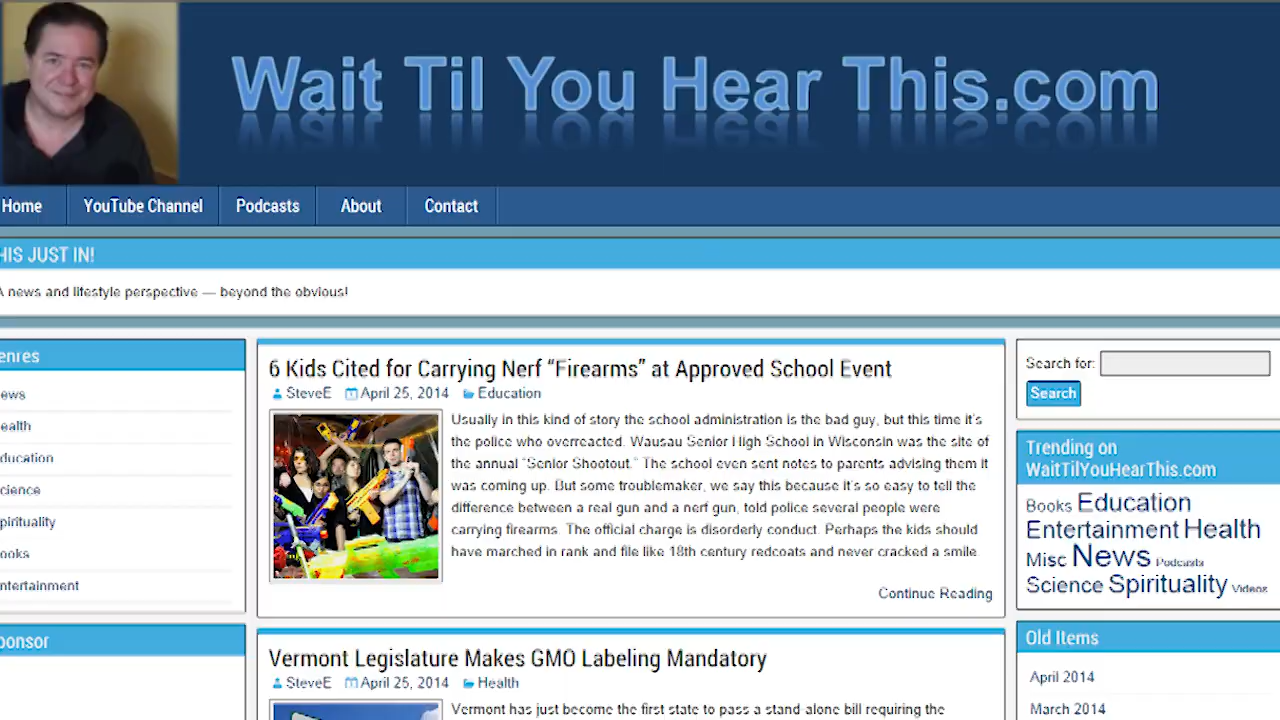 Wait Til You Hear This.com
Home YouTube Channel Podcasts About Contact
HIS JUST IN!
A news and lifestyle perspective — beyond the obvious!
enres
ews
ealth
ducation
cience
pirituality
ooks
ntertainment
ponsor
6 Kids Cited for Carrying Nerf “Firearms” at Approved School Event
SteveE April 25, 2014 Education
Usually in this kind of story the school administration is the bad guy, but this time it’s
the police who overreacted. Wausau Senior High School in Wisconsin was the site of
the annual “Senior Shootout.” The school even sent notes to parents advising them it
was coming up. But some troublemaker, we say this because it’s so easy to tell the
difference between a real gun and a nerf gun, told police several people were
carrying firearms. The official charge is disorderly conduct. Perhaps the kids should
have marched in rank and file like 18th century redcoats and never cracked a smile.
Continue Reading
Vermont Legislature Makes GMO Labeling Mandatory
SteveE April 25, 2014 Health
Vermont has just become the first state to pass a stand alone bill requiring the
Search for:
Search
Trending on
WaitTilYouHearThis.com
Books Education
Entertainment Health
Misc News Podcasts
Science Spirituality Videos
Old Items
April 2014
March 2014